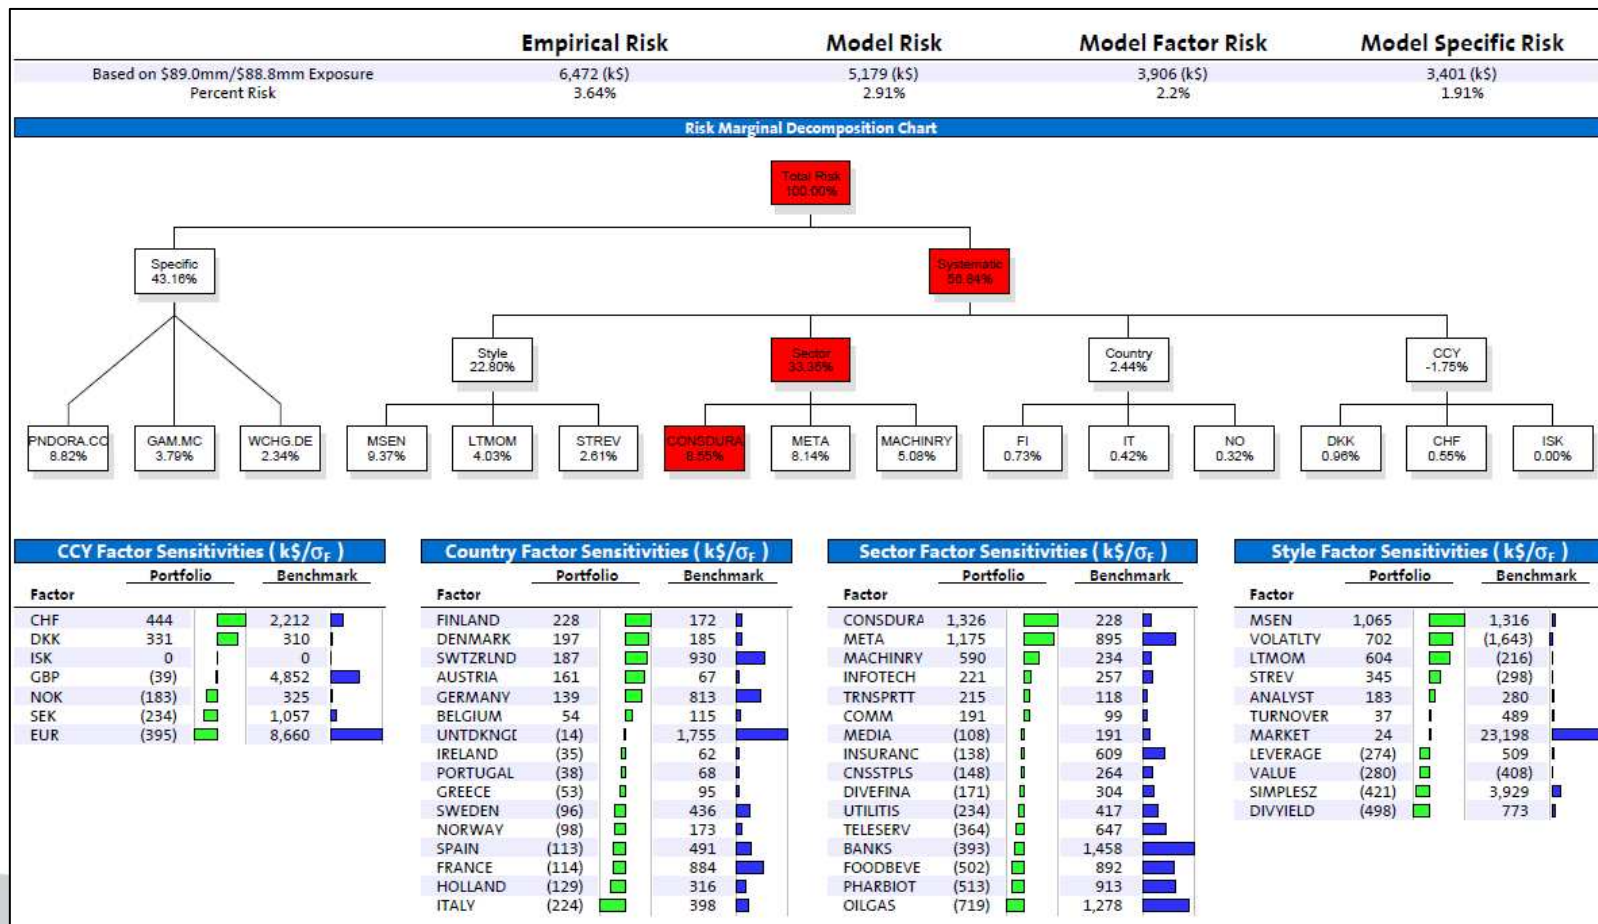 Empirical Risk Model Risk Model Factor Risk Model Specific Risk
Based on $89.0mm/$88.8mm Exposure 6,472 (k$) 5,179 (k$) 3,906 (k$) 3,401 (k$)
Percent Risk 3.64% 2.91% 2.2% 1.91%
Risk Marginal Decomposition Chart
Total Risk
100.00%
Specific Systematic
43.16% 56.84%
Style Sector Country CCY
22.80% 33.35% 2.44% -1.75%
PNDORA.CO GAM.MC WCHG.DE MSEN LTMOM STREV CONSDURA META MACHINRY FI IT NO DKK CHF ISK
8.82% 3.79% 2.34% 9.37% 4.03% 2.61% 8.55% 8.14% 5.08% 0.73% 0.42% 0.32% 0.96% 0.55% 0.00%
CCY Factor Sensitivities ( k$/σF )
Portfolio Benchmark
Factor
CHF 444 2,212
DKK 331 310
ISK 0 0
GBP (39) 4,852
NOK (183) 325
SEK (234) 1,057
EUR (395) 8,660
Country Factor Sensitivities ( k$/σF )
Portfolio Benchmark
Factor
FINLAND 228 172
DENMARK 197 185
SWTZRLND 187 930
AUSTRIA 161 67
GERMANY 139 813
BELGIUM 54 115
UNTDKNGI (14) 1,755
IRELAND (35) 62
PORTUGAL (38) 68
GREECE (53) 95
SWEDEN (96) 436
NORWAY (98) 173
SPAIN (113) 491
FRANCE (114) 884
HOLLAND (129) 316
ITALY (224) 398
Sector Factor Sensitivities ( k$/σF )
Portfolio Benchmark
Factor
CONSDURA 1,326 228
META 1,175 895
MACHINRY 590 234
INFOTECH 221 257
TRNSPRTT 215 118
COMM 191 99
MEDIA (108) 191
INSURANC (138) 609
CNSSTPLS (148) 264
DIVEFINA (171) 304
UTILITIS (234) 417
TELESERV (364) 647
BANKS (393) 1,458
FOODBEVE (502) 892
PHARBIOT (513) 913
OILGAS (719) 1,278
Style Factor Sensitivities ( k$/σF )
Portfolio Benchmark
Factor
MSEN 1,065 1,316
VOLATLTY 702 (1,643)
LTMOM 604 (216)
STREV 345 (298)
ANALYST 183 280
TURNOVER 37 489
MARKET 24 23,198
LEVERAGE (274) 509
VALUE (280) (408)
SIMPLESZ (421) 3,929
DIVYIELD (498) 773